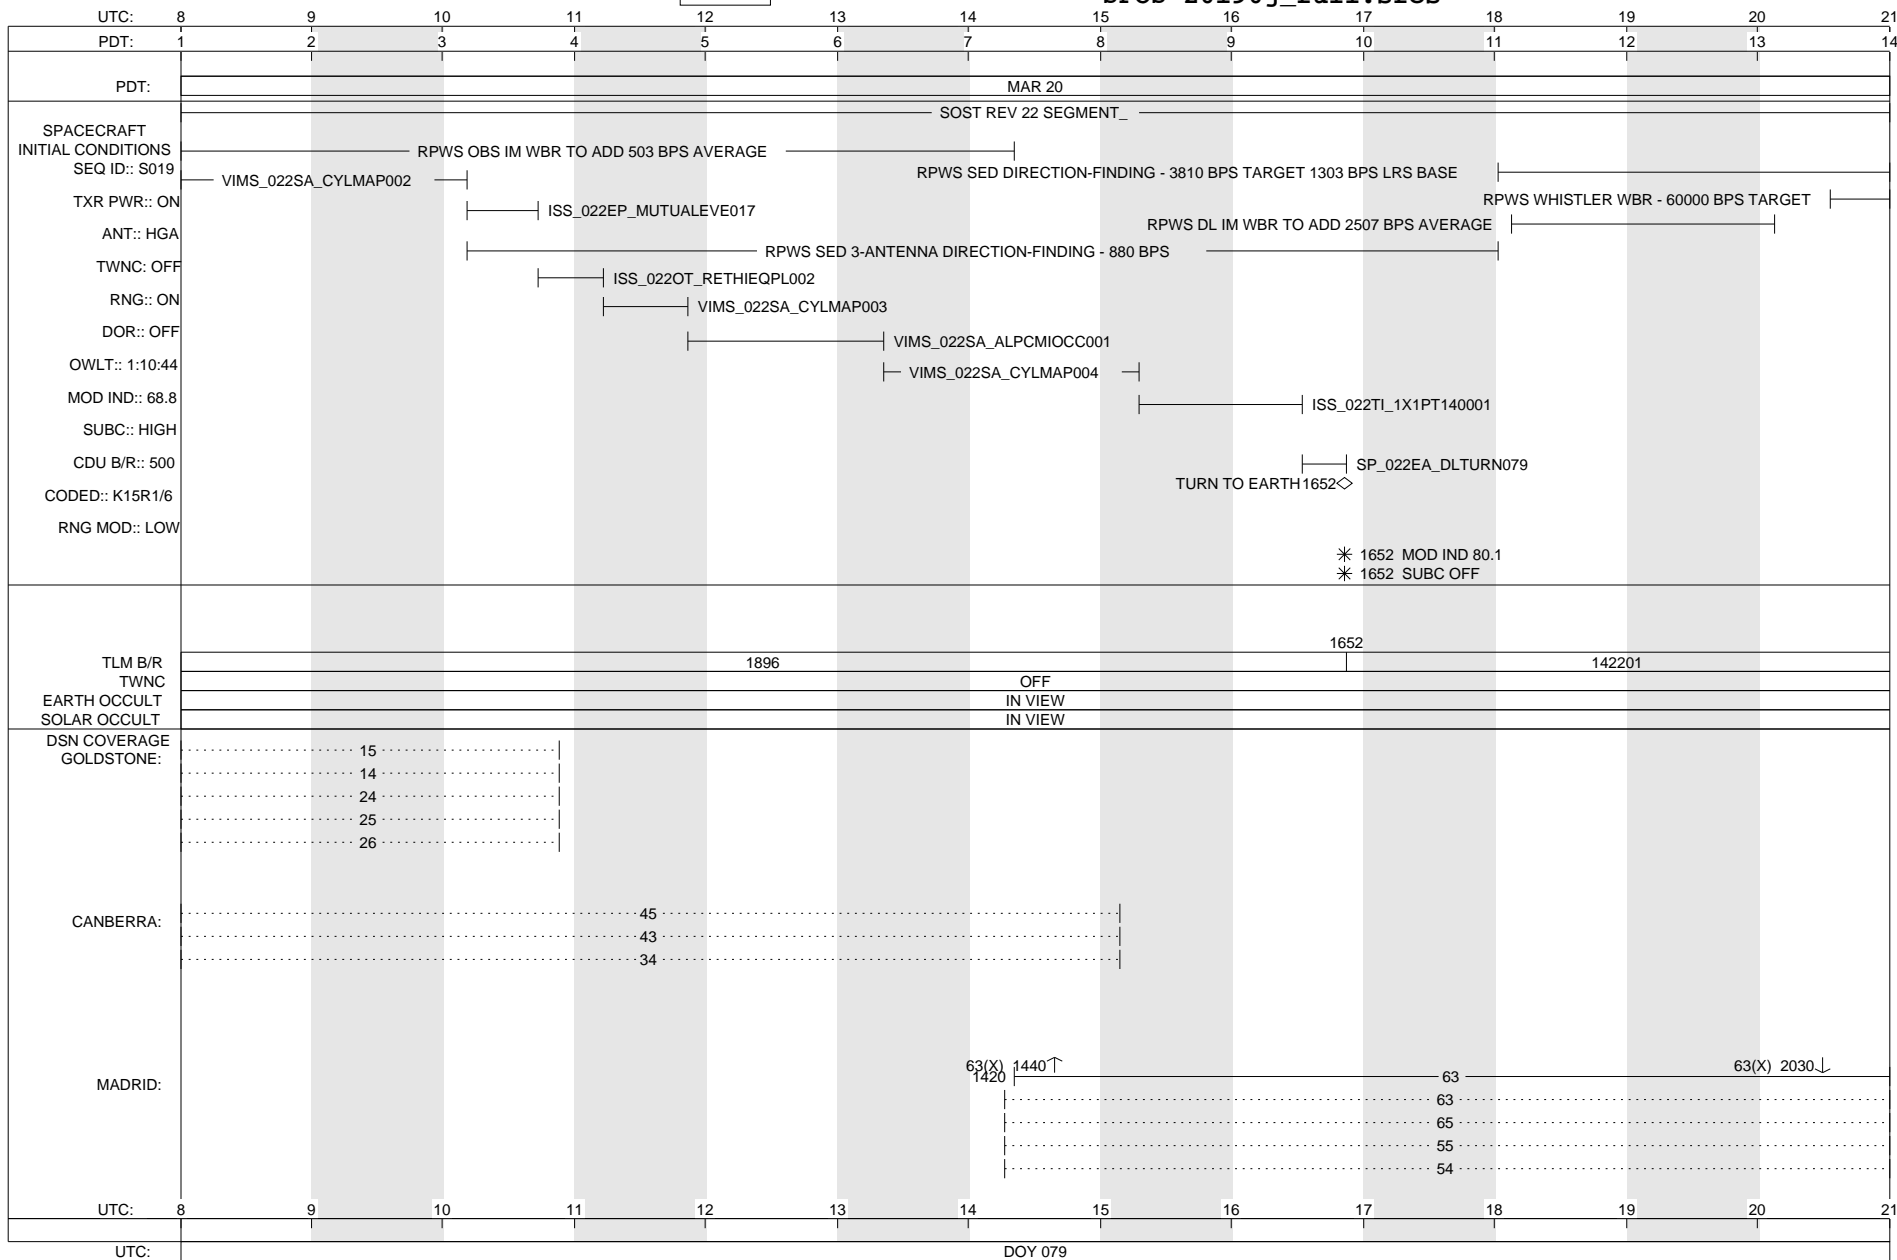 UTC: 8 9 10 11 12 13 14 15 16 17 18 19 20 21
PDT: 1 2 3 4 5 6 7 8 9 10 11 12 13 14
PDT: MAR 20
SOST REV 22 SEGMENT_
SPACECRAFT
INITIAL CONDITIONS
RPWS OBS IM WBR TO ADD 503 BPS AVERAGE
SEQ ID:: S019
RPWS SED DIRECTION-FINDING - 3810 BPS TARGET 1303 BPS LRS BASE
VIMS_022SA_CYLMAP002
TXR PWR:: ON
RPWS WHISTLER WBR - 60000 BPS TARGET
ISS_022EP_MUTUALEVE017
RPWS DL IM WBR TO ADD 2507 BPS AVERAGE
ANT:: HGA
RPWS SED 3-ANTENNA DIRECTION-FINDING - 880 BPS
TWNC: OFF
ISS_022OT_RETHIEQPL002
RNG:: ON
VIMS_022SA_CYLMAP003
DOR:: OFF
VIMS_022SA_ALPCMIOCC001
OWLT:: 1:10:44
VIMS_022SA_CYLMAP004
MOD IND:: 68.8
ISS_022TI_1X1PT140001
SUBC:: HIGH
CDU B/R:: 500
SP_022EA_DLTURN079
TURN TO EARTH1652
CODED:: K15R1/6
RNG MOD:: LOW
1652 MOD IND 80.1
1652 SUBC OFF
1652
TLM B/R 1896 142201
TWNC OFF
EARTH OCCULT IN VIEW
SOLAR OCCULT IN VIEW
DSN COVERAGE
GOLDSTONE:
15
14
24
25
26
CANBERRA:
45
43
34
MADRID:
63(X) 1440
63(X) 2030
1420
63
63
65
55
54
UTC: 8 9 10 11 12 13 14 15 16 17 18 19 20 21
UTC: DOY 079